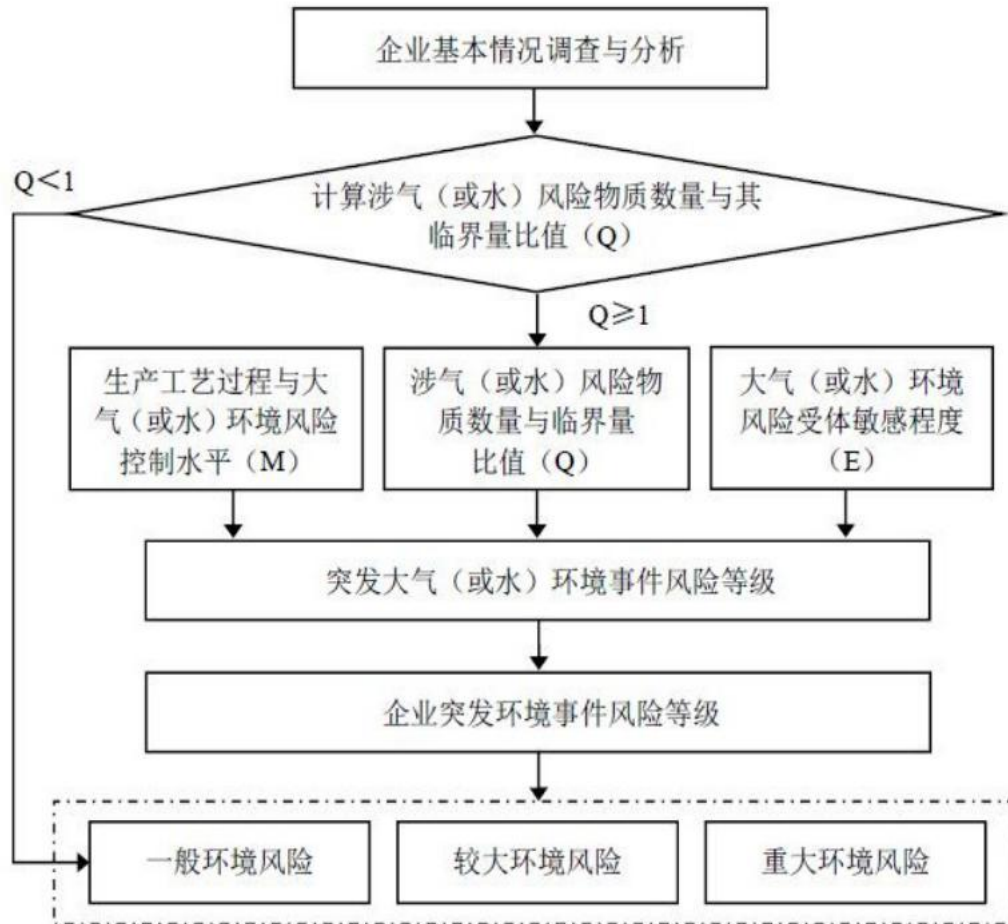 企业基本情况调查与分析
Q＜1
计算涉气（或水）风险物质数量与其
临界量比值（Q）
Q≥1
生产工艺过程与大
气（或水）环境风险
控制水平（M）
涉气（或水）风险物
质数量与临界量
比值（Q）
大气（或水）环境
风险受体敏感程度
（E）
突发大气（或水）环境事件风险等级
企业突发环境事件风险等级
一般环境风险
较大环境风险
重大环境风险